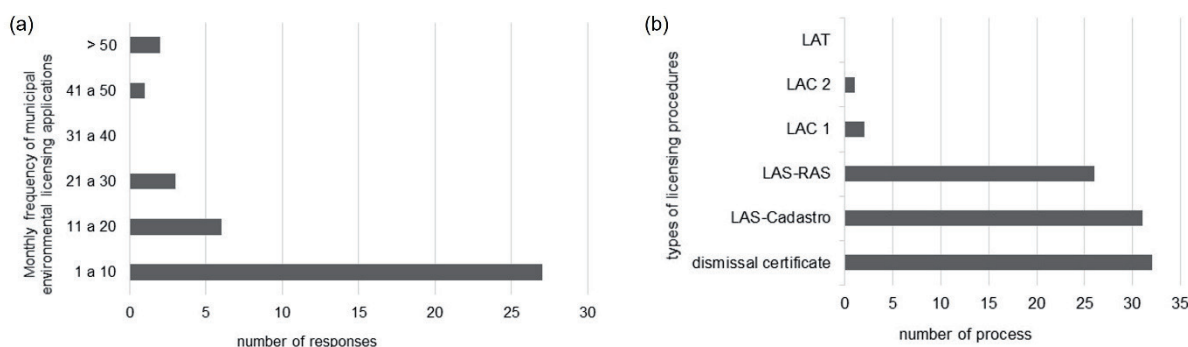 (a)
Monthly frequency of municipal
environmental licensing applications
> 50
41 a 50
31 a 40
21 a 30
11 a 20
1 a 10
0 5 10 15 20 25 30
number of responses
(b)
types of licensing procedures
LAT
LAC 2
LAC 1
LAS-RAS
LAS-Cadastro
dismissal certificate
0 5 10 15 20 25 30 35
number of process